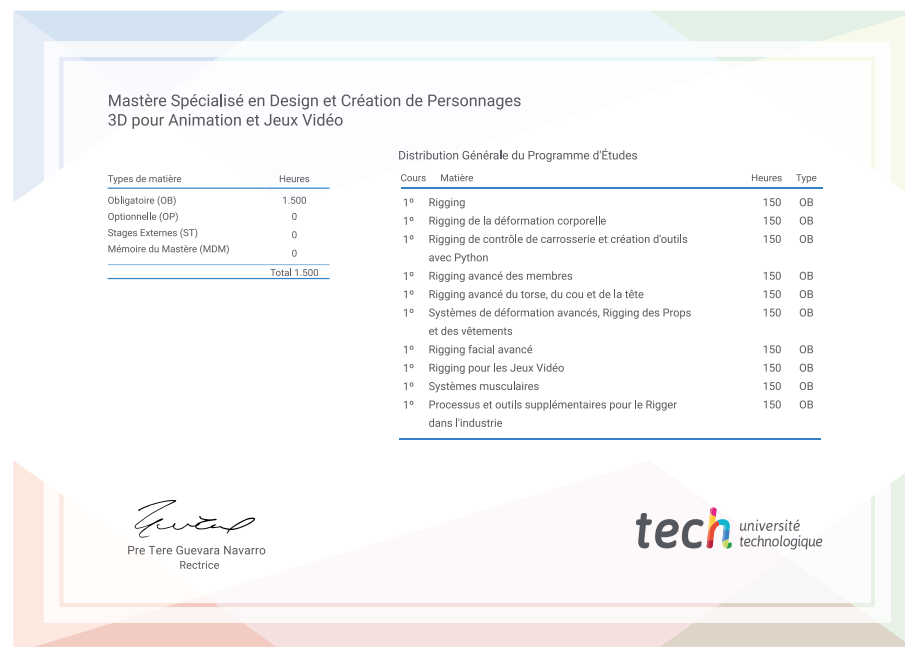 Mastère Spécialisé en Design et Création de Personnages
3D pour Animation et Jeux Vidéo
Types de matière Heures
Obligatoire (OB) 1.500
Optionnelle (OP) 0
Stages Externes (ST) 0
Mémoire du Mastère (MDM) 0
Total 1.500
Distribution Générale du Programme d'Études
Cours Matière Heures Type
1º Rigging 150 OB
1º Rigging de la déformation corporelle 150 OB
1º Rigging de contrôle de carrosserie et création d'outils 150 OB
avec Python
1º Rigging avancé des membres 150 OB
1º Rigging avancé du torse, du cou et de la tête 150 OB
1º Systèmes de déformation avancés, Rigging des Props 150 OB
et des vêtements
1º Rigging facial avancé 150 OB
1º Rigging pour les Jeux Vidéo 150 OB
1º Systèmes musculaires 150 OB
1º Processus et outils supplémentaires pour le Rigger 150 OB
dans l'industrie
Pre Tere Guevara Navarro
Rectrice
tech université
technologique